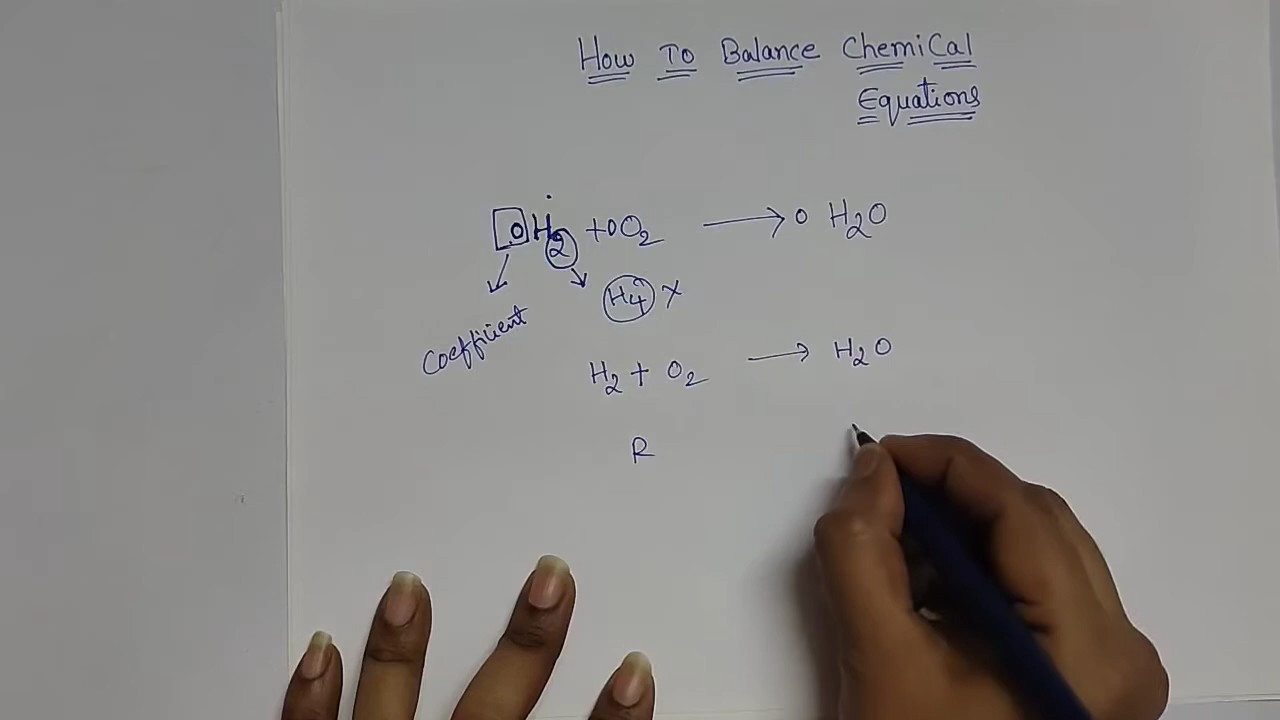 How To Balance Chemical
Equations
0 H2 + 0 O2 → 0 H2O
H4 X
Coefficient
H2 + O2 → H2O
R